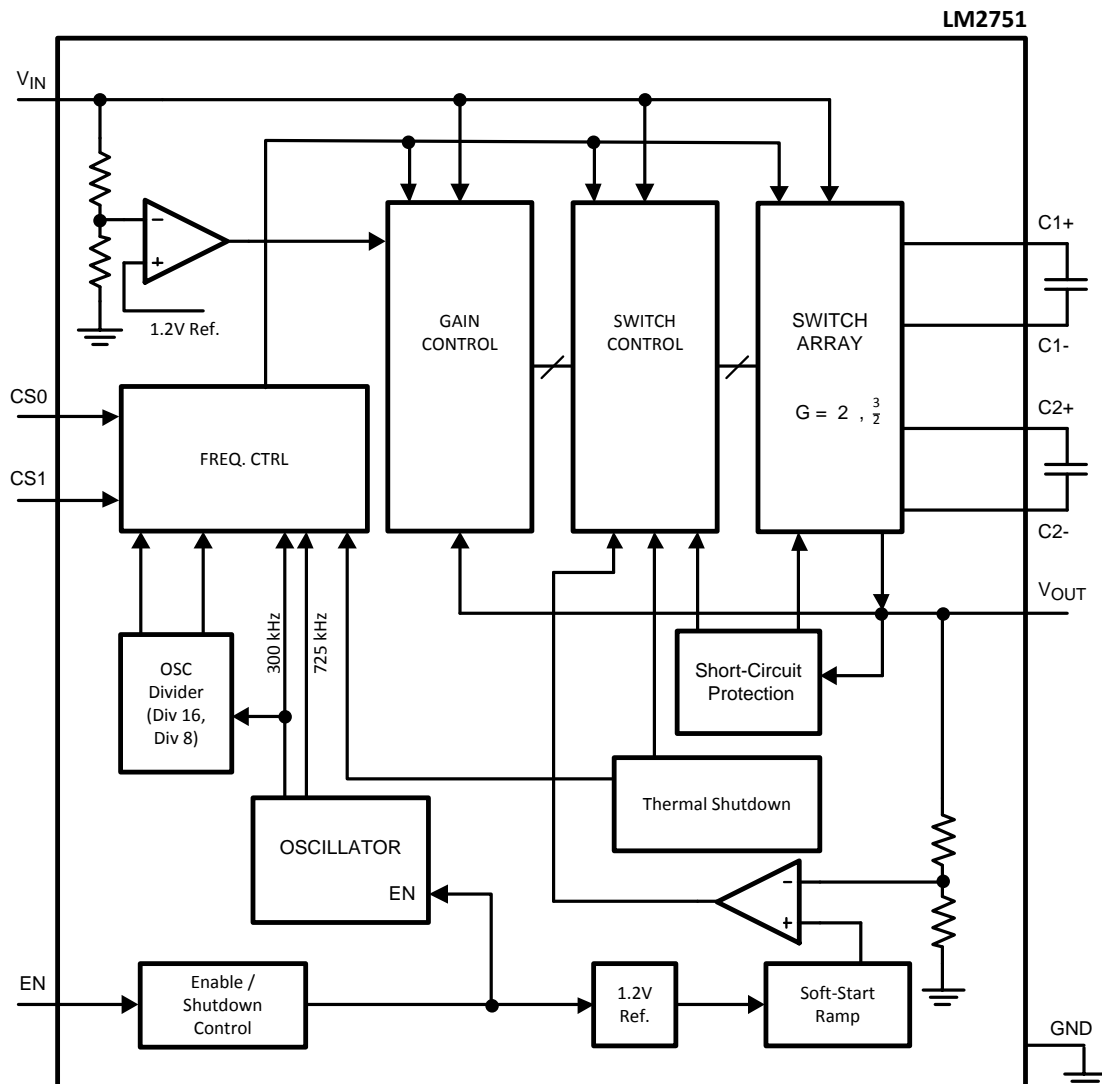 LM2751
VIN
1.2V Ref.
GAIN
CONTROL
SWITCH
CONTROL
SWITCH
ARRAY
G = 2 , 3/2
C1+
C1-
C2+
C2-
CS0
CS1
FREQ. CTRL
VOUT
300 kHz
725 kHz
OSC
Divider
(Div 16,
Div 8)
Short-Circuit
Protection
Thermal Shutdown
OSCILLATOR
EN
-
+
-
+
EN
Enable /
Shutdown
Control
1.2V
Ref.
Soft-Start
Ramp
GND